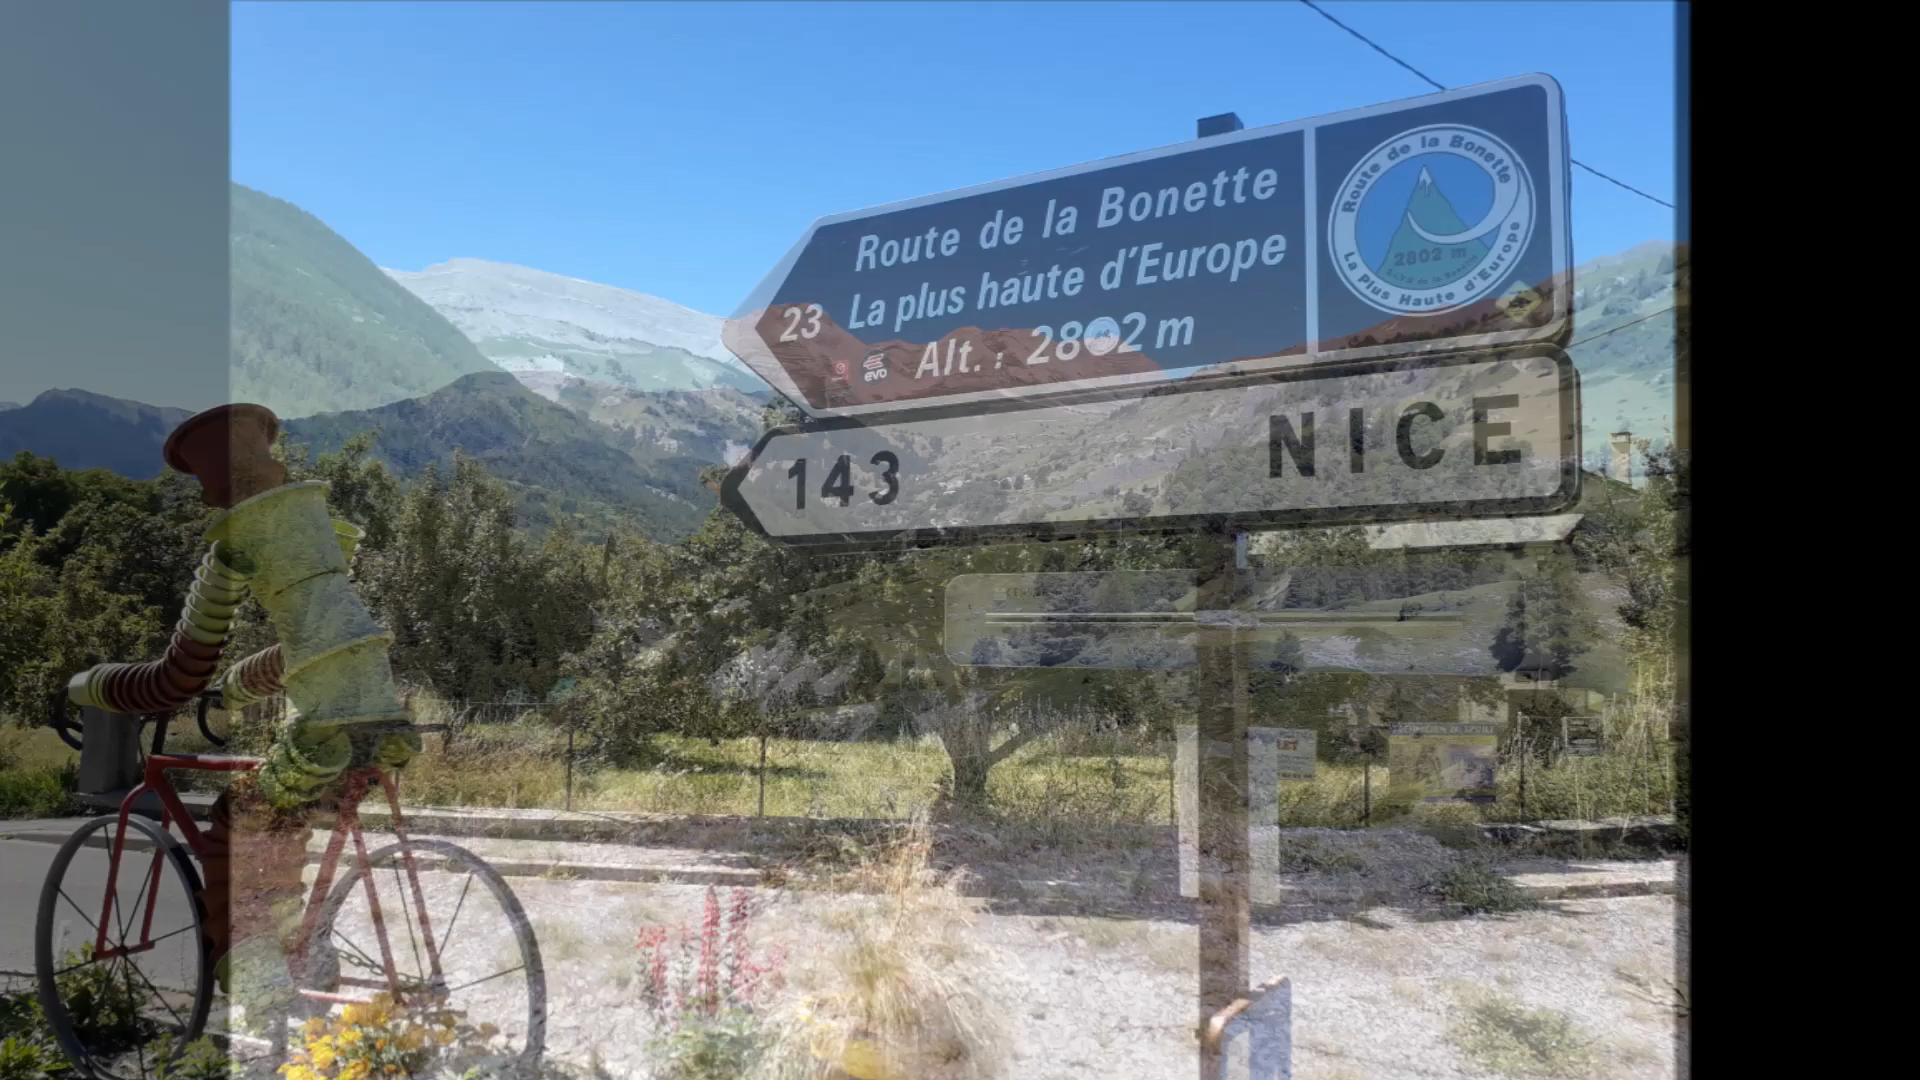 Route de la Bonette
La plus haute d'Europe
23
Alt. : 2802 m
evo
Route de la Bonette
2802 m
La Plus Haute d'Europe
143
NICE